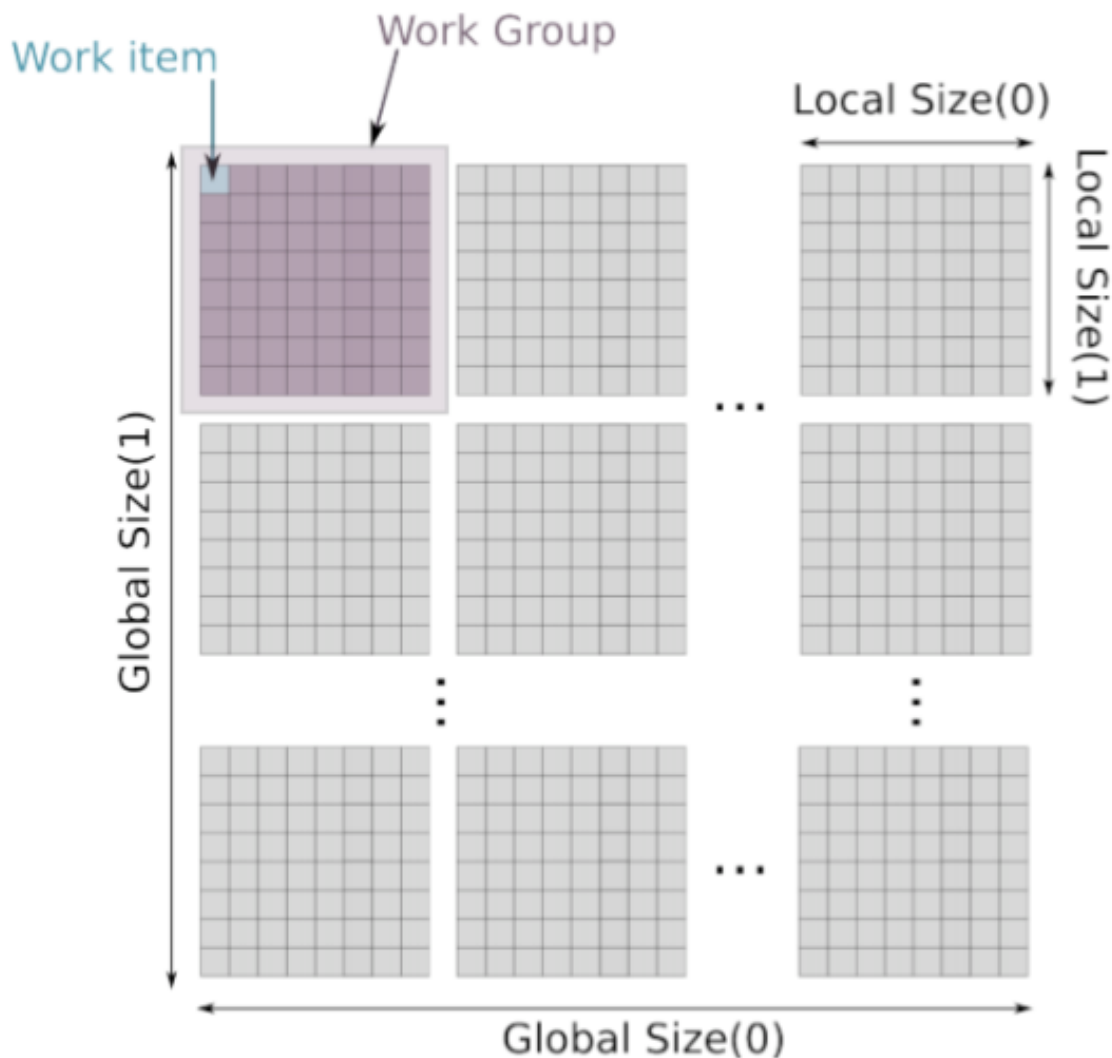 Work Group
Work item
Local Size(0)
Local Size(1)
...
Global Size(1)
...
...
...
Global Size(0)